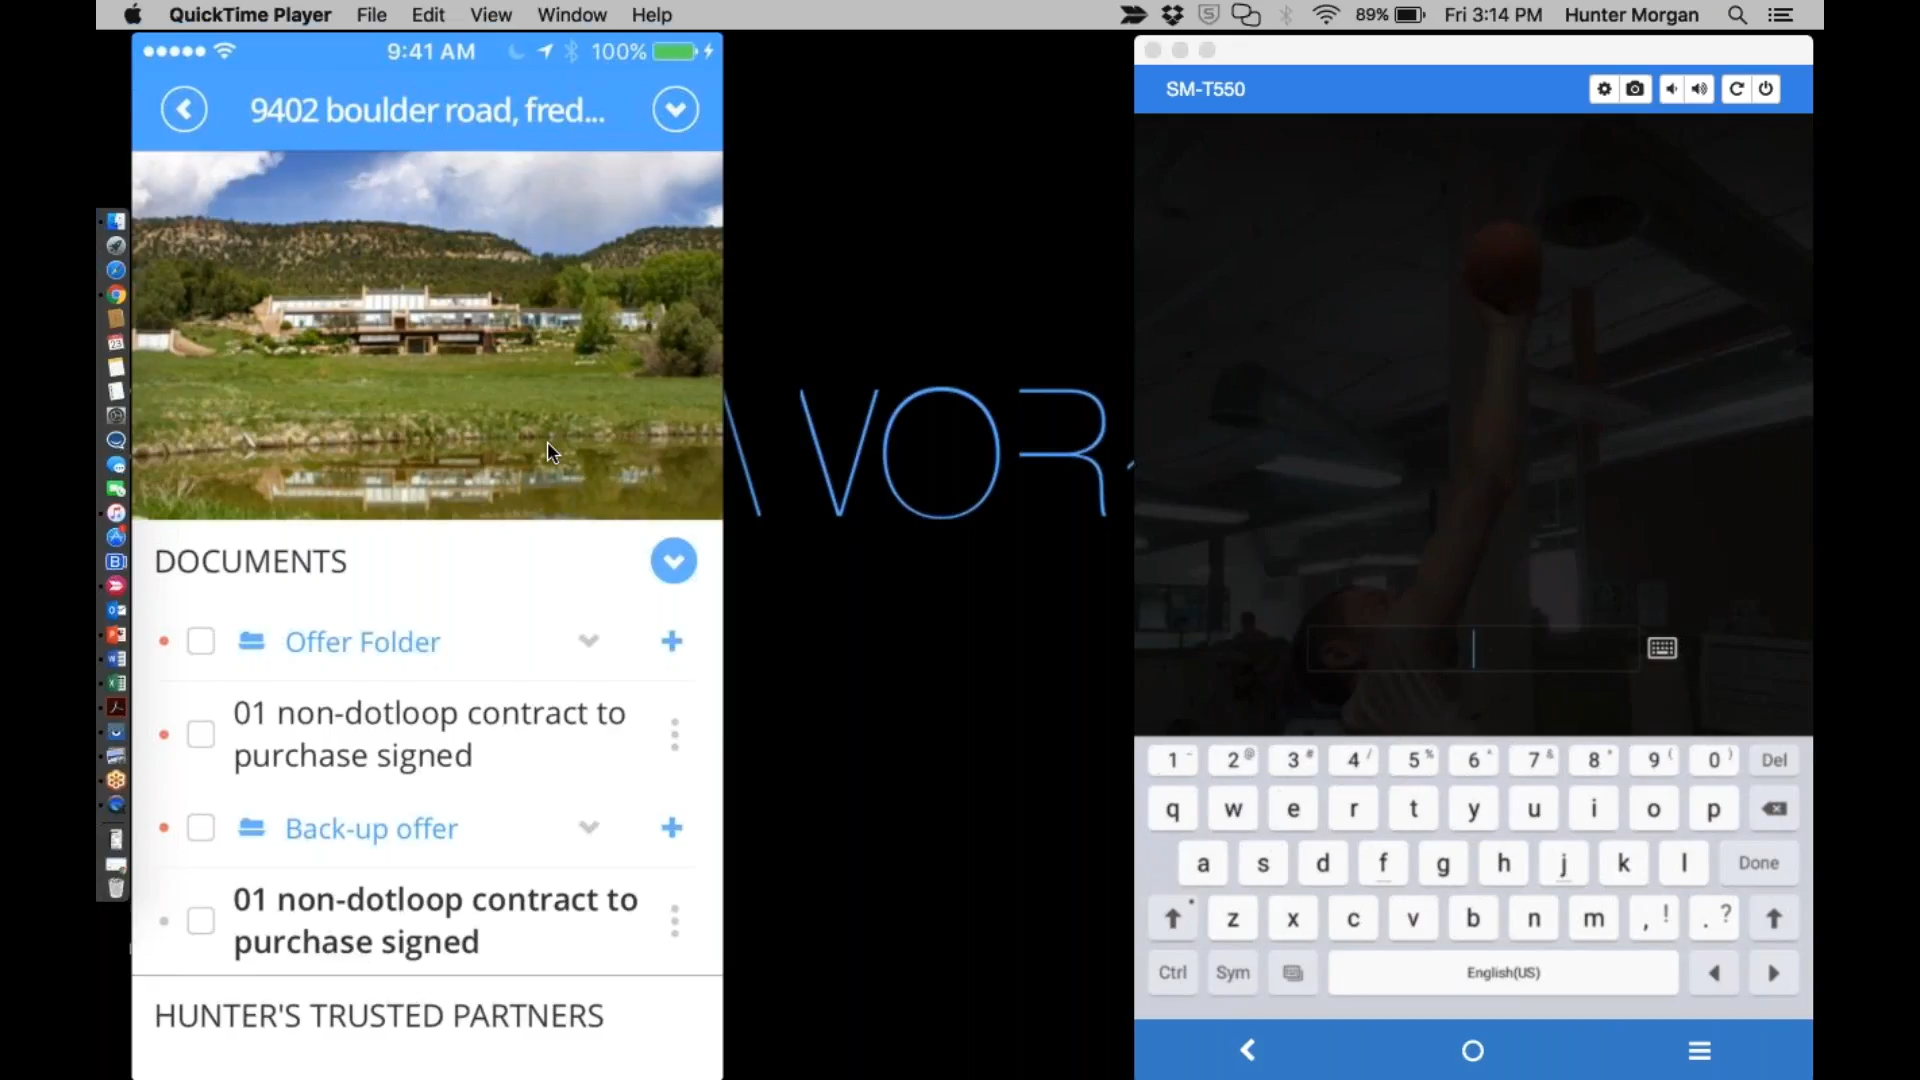 QuickTime Player File Edit View Window Help 89% Fri 3:14 PM Hunter Morgan
9:41 AM 100%
9402 boulder road, fred...
DOCUMENTS
Offer Folder
01 non-dotloop contract to
purchase signed
Back-up offer
01 non-dotloop contract to
purchase signed
HUNTER'S TRUSTED PARTNERS
VOR
SM-T550
1 2 @ 3 # 4 / 5 % 6 ^ 7 & 8 * 9 ( 0 ) Del
q w e r t y u i o p
a s d f g h j k l Done
z x c v b n m , ! . ?
Ctrl Sym English(US)